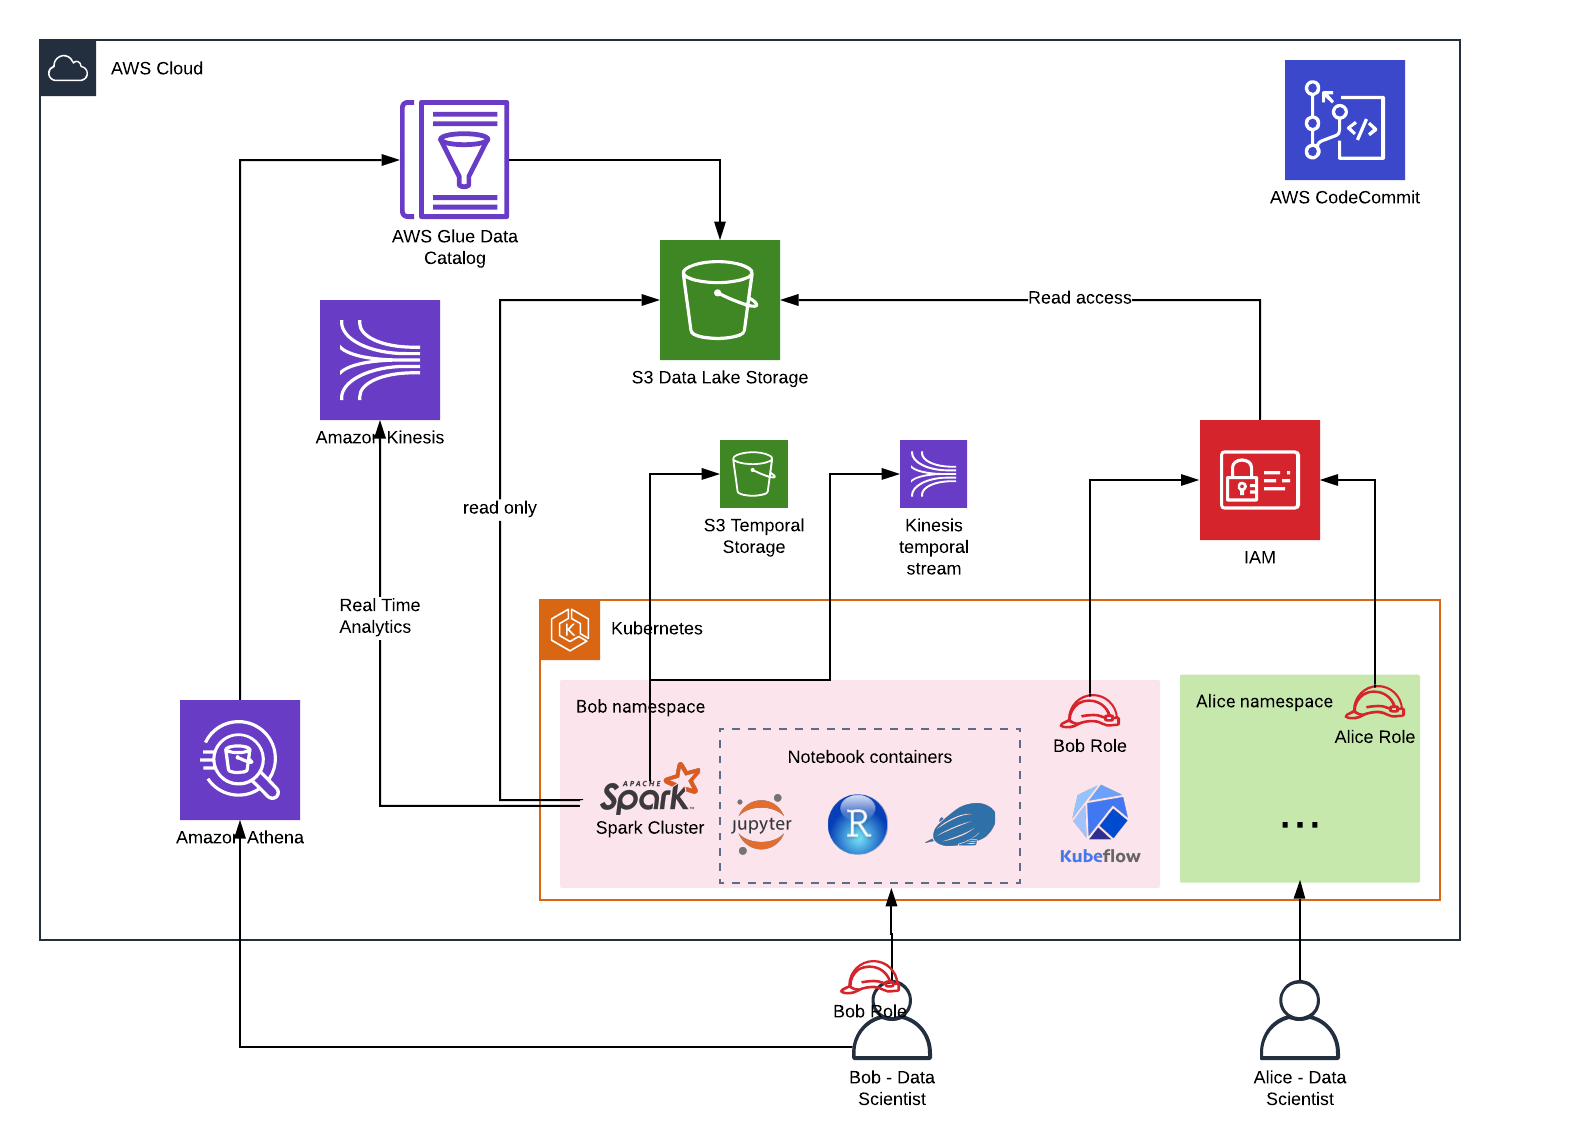 AWS Cloud
AWS CodeCommit
AWS Glue Data
Catalog
Read access
S3 Data Lake Storage
Amazon Kinesis
read only
S3 Temporal
Storage
Kinesis
temporal
stream
IAM
Real Time
Analytics
Kubernetes
Bob namespace
Alice namespace
Alice Role
Bob Role
Notebook containers
APACHE
Spark™
Spark Cluster
jupyter
R
Kubeflow
...
Amazon Athena
Bob Role
Bob - Data
Scientist
Alice - Data
Scientist